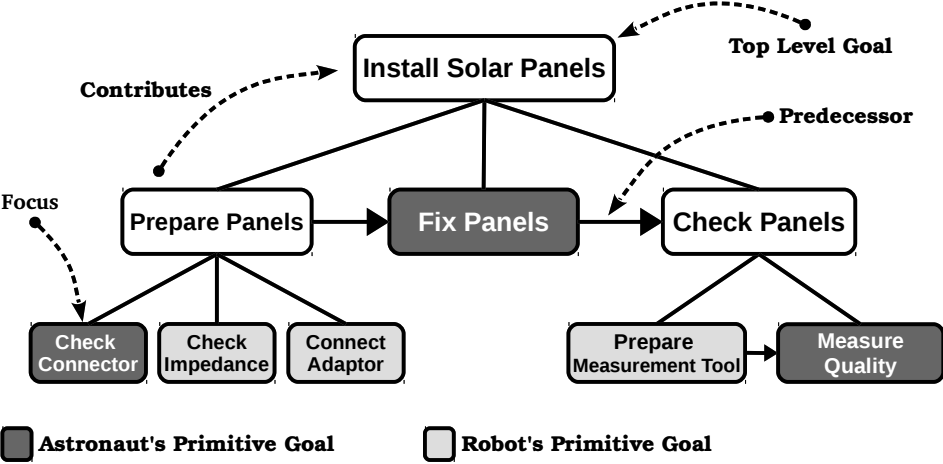 Top Level Goal
Install Solar Panels
Contributes
Predecessor
Focus
Prepare Panels
Fix Panels
Check Panels
Check
Connector
Check
Impedance
Connect
Adaptor
Prepare
Measurement Tool
Measure
Quality
Astronaut's Primitive Goal
Robot's Primitive Goal